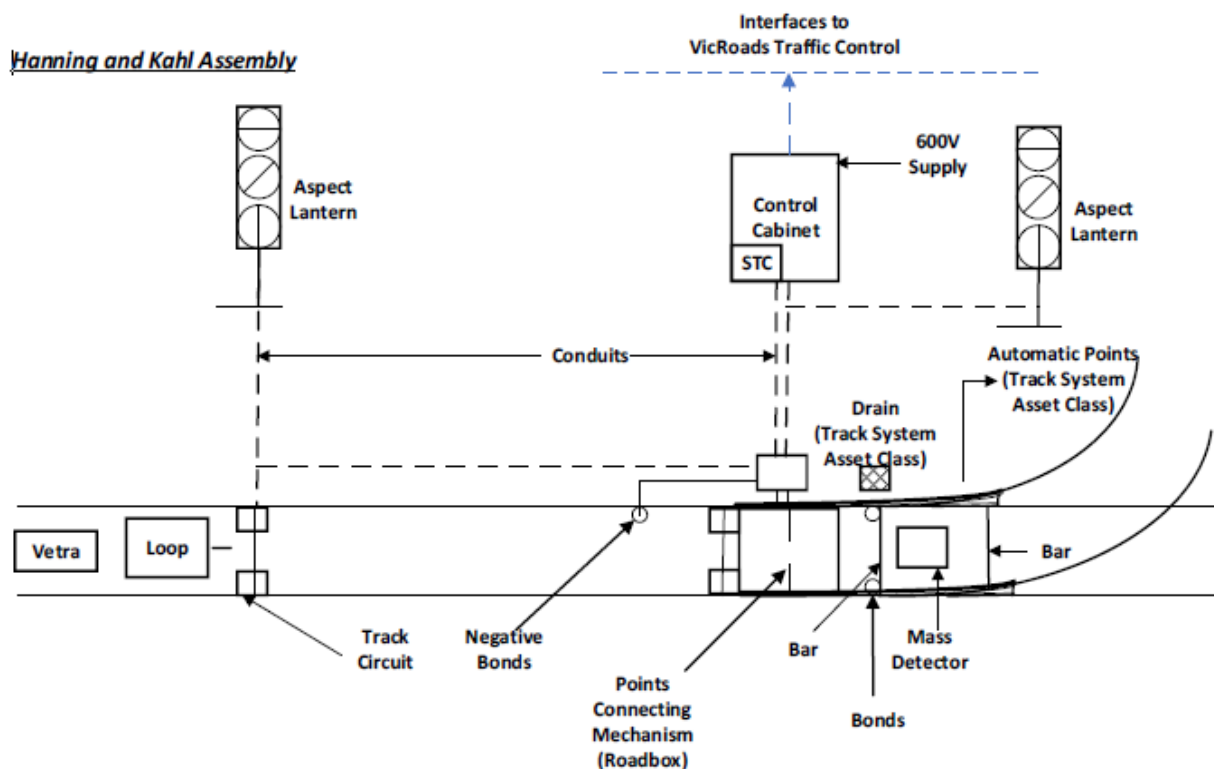 Hanning and Kahl Assembly
Interfaces to
VicRoads Traffic Control
600V
Supply
Aspect
Lantern
Control
Cabinet
STC
Aspect
Lantern
Conduits
Automatic Points
(Track System
Asset Class)
Drain
(Track System
Asset Class)
Vetra
Loop
Bar
Track
Circuit
Negative
Bonds
Bar
Mass
Detector
Points
Connecting
Mechanism
(Roadbox)
Bonds